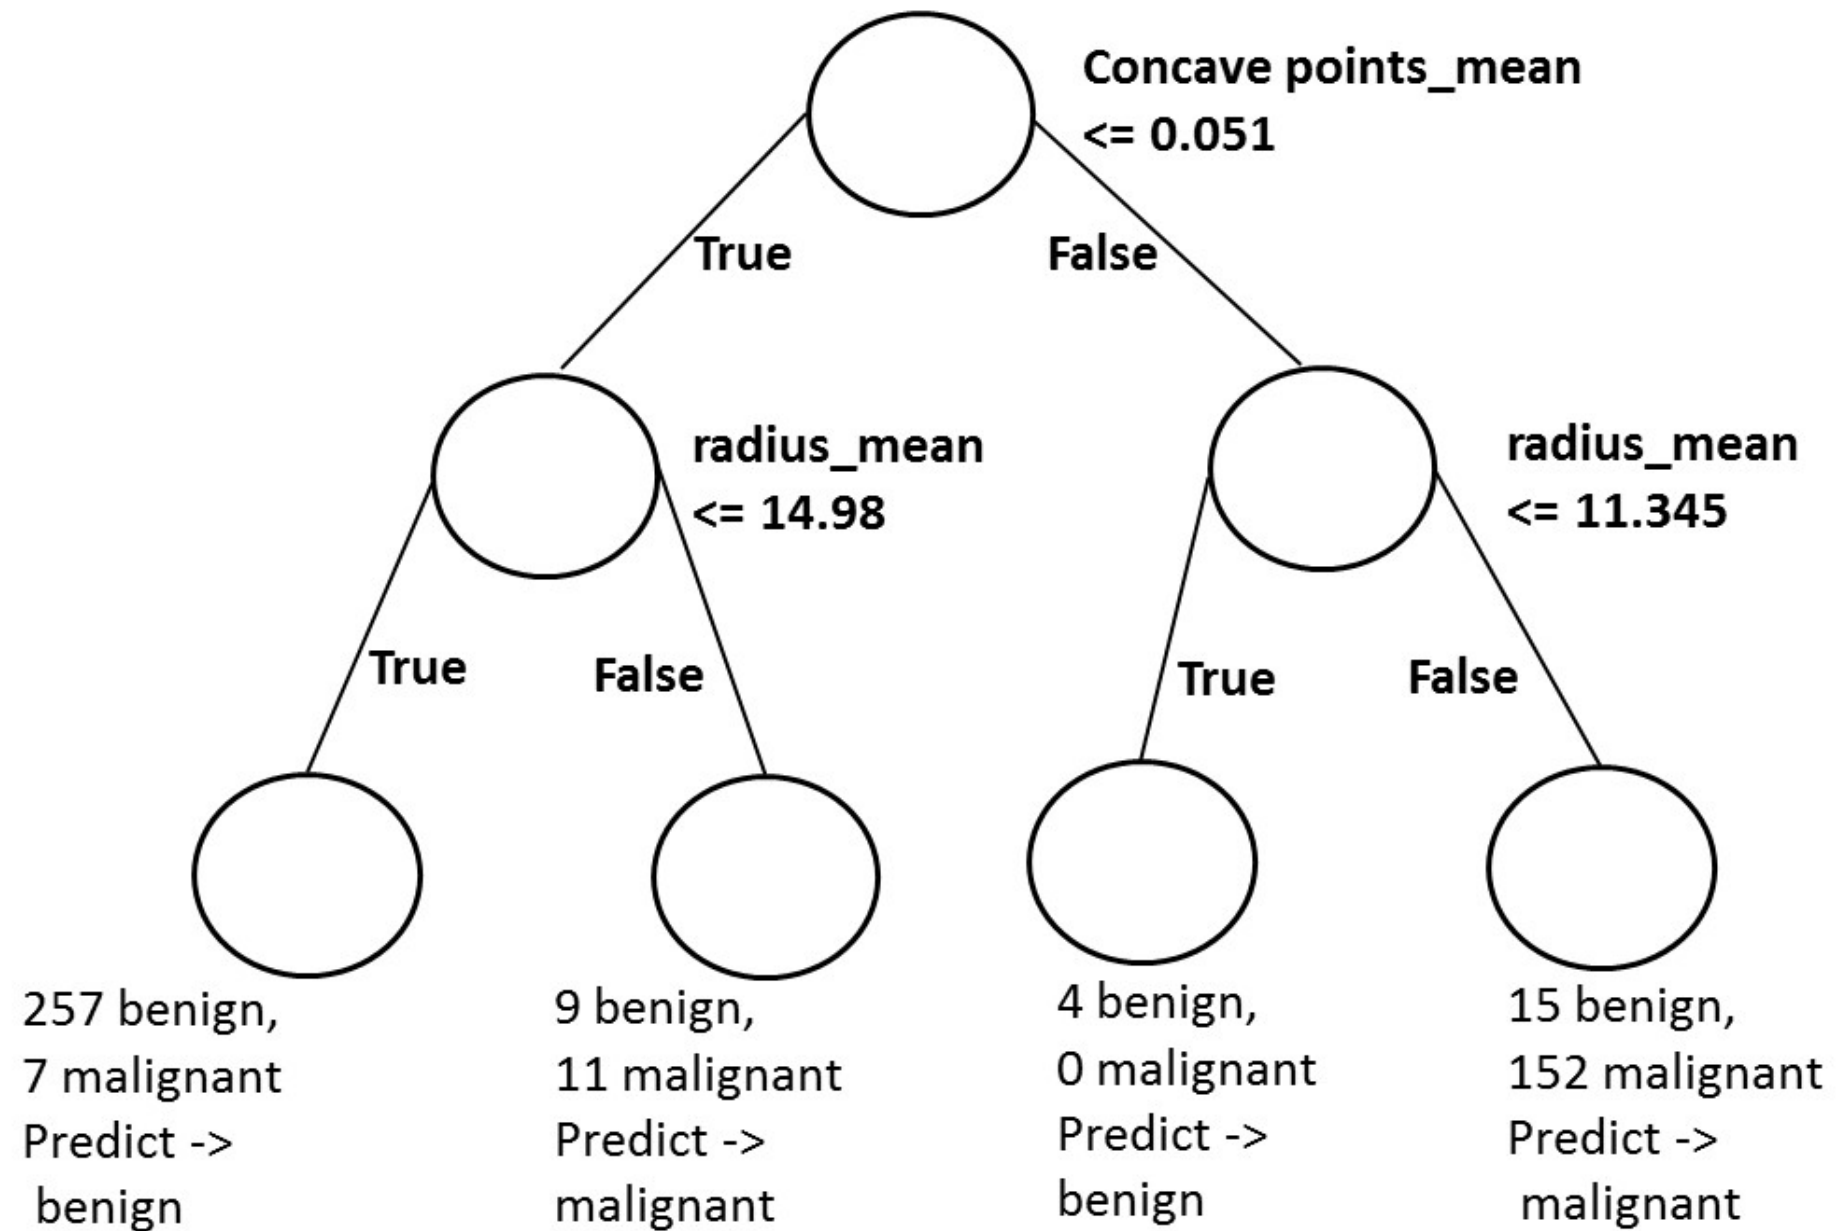 Concave points_mean
<= 0.051
True
False
radius_mean
<= 14.98
radius_mean
<= 11.345
True
False
True
False
257 benign,
7 malignant
Predict ->
benign
9 benign,
11 malignant
Predict ->
malignant
4 benign,
0 malignant
Predict ->
benign
15 benign,
152 malignant
Predict ->
malignant